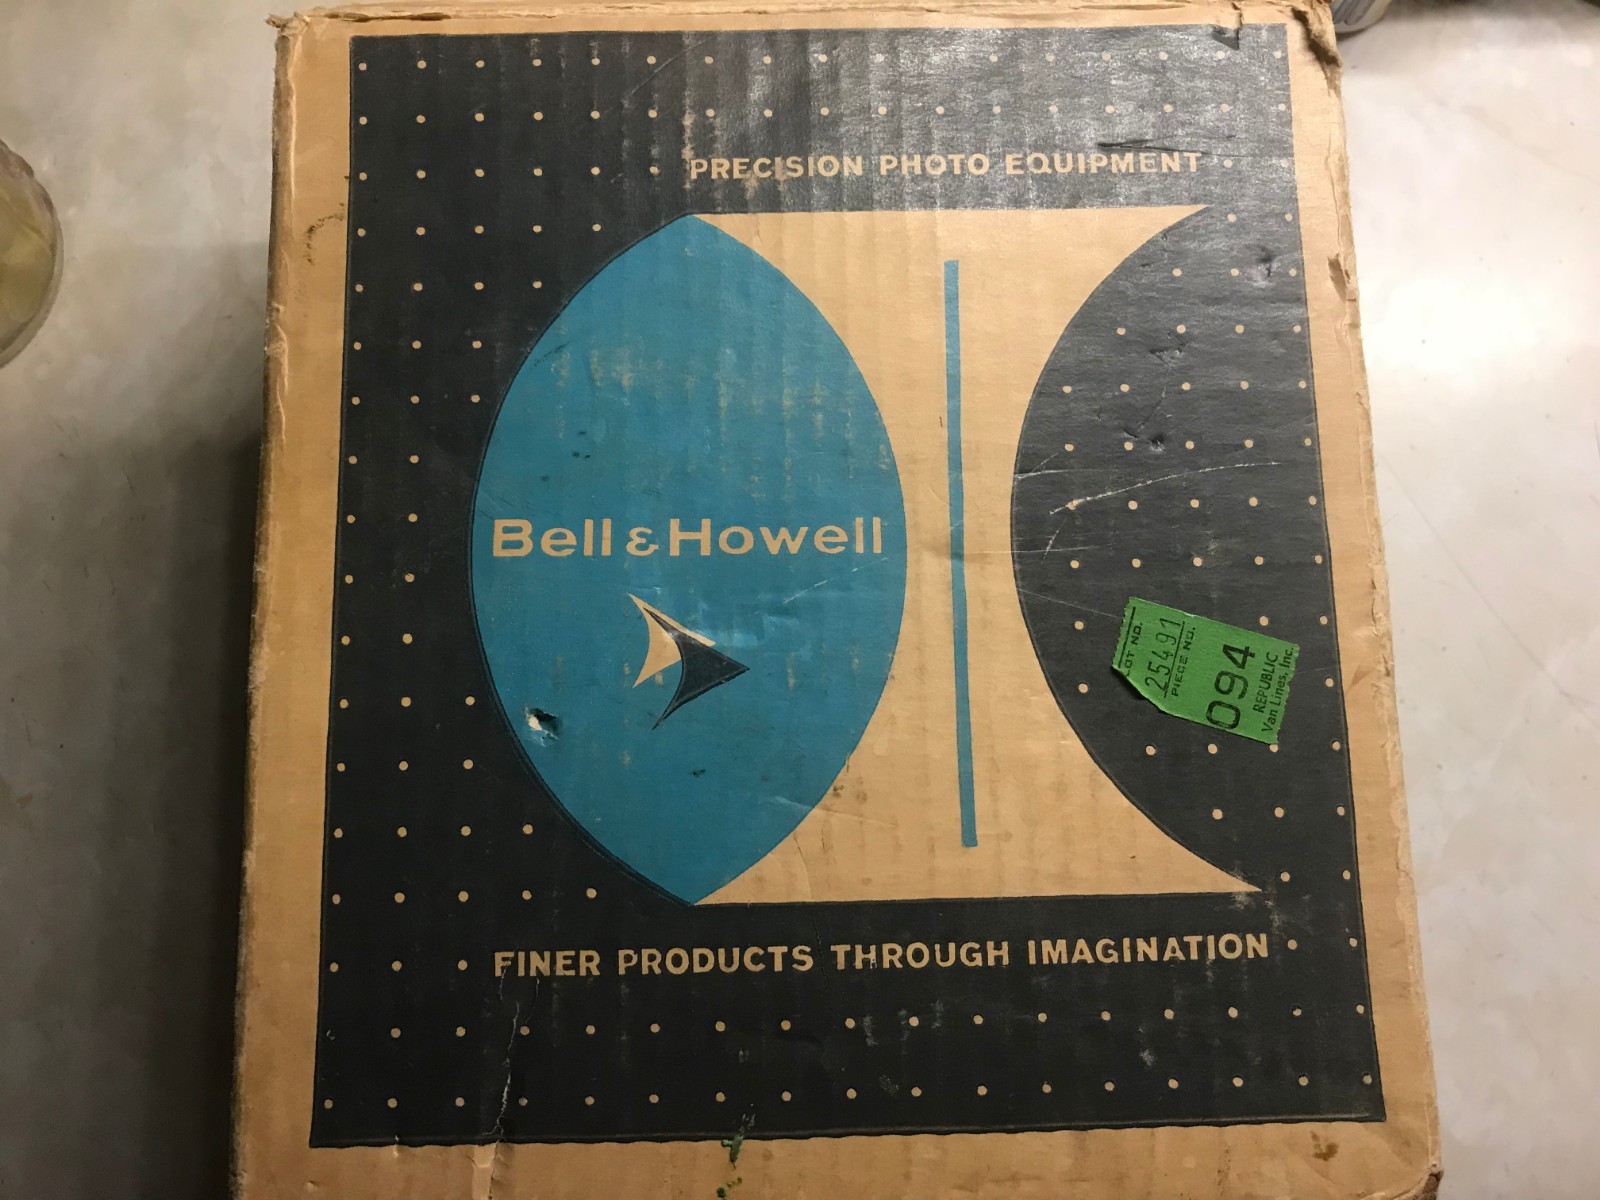 PRECISION PHOTO EQUIPMENT
Bell & Howell
LOT NO.
25491
PIECE NO.
094
REPUBLIC
Van Lines, Inc.
FINER PRODUCTS THROUGH IMAGINATION